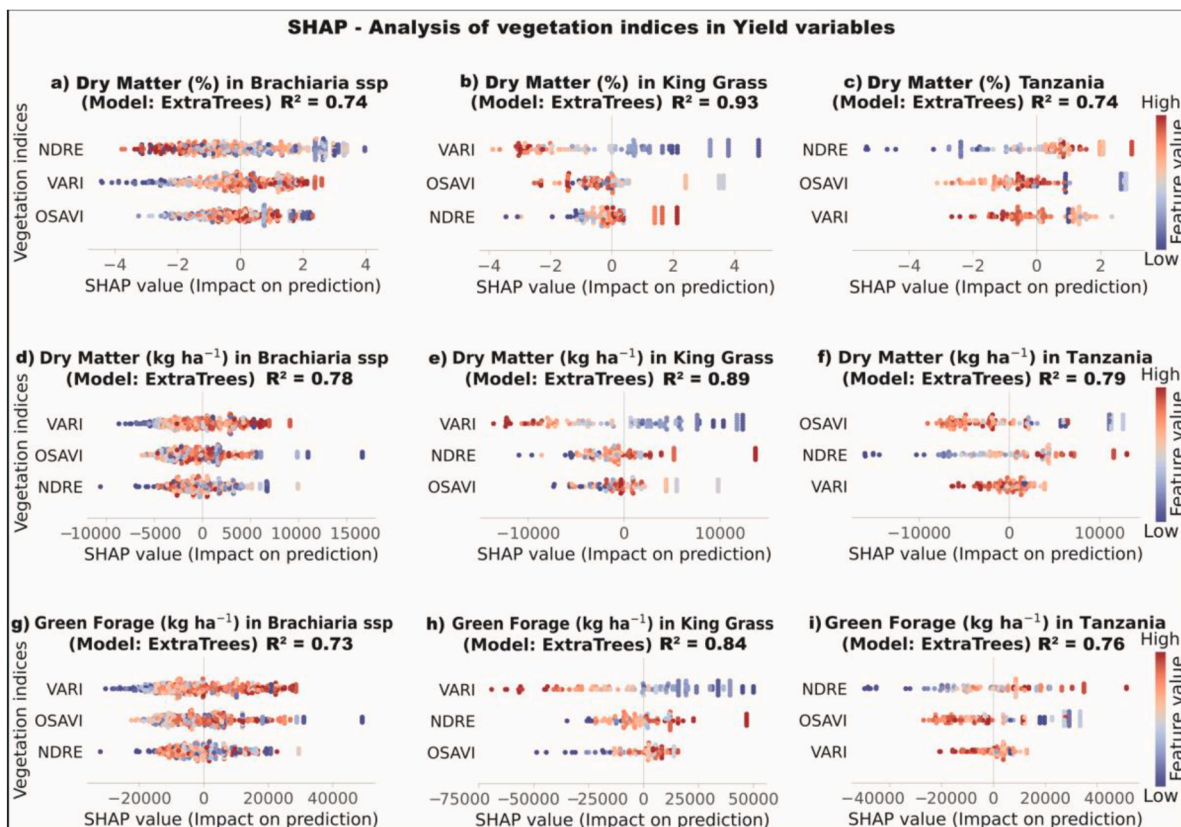 SHAP - Analysis of vegetation indices in Yield variables
a) Dry Matter (%) in Brachiaria ssp
(Model: ExtraTrees) R² = 0.74
Vegetation indices
NDRE
VARI
OSAVI
−4 −2 0 2 4
SHAP value (Impact on prediction)
b) Dry Matter (%) in King Grass
(Model: ExtraTrees) R² = 0.93
VARI
OSAVI
NDRE
−4 −2 0 2 4
SHAP value (Impact on prediction)
c) Dry Matter (%) Tanzania
(Model: ExtraTrees) R² = 0.74
NDRE
OSAVI
VARI
−4 −2 0 2
SHAP value (Impact on prediction)
High
Feature value
Low
d) Dry Matter (kg ha⁻¹) in Brachiaria ssp
(Model: ExtraTrees) R² = 0.78
Vegetation indices
VARI
OSAVI
NDRE
−10000 −5000 0 5000 10000 15000
SHAP value (Impact on prediction)
e) Dry Matter (kg ha⁻¹) in King Grass
(Model: ExtraTrees) R² = 0.89
VARI
NDRE
OSAVI
−10000 0 10000
SHAP value (Impact on prediction)
f) Dry Matter (kg ha⁻¹) in Tanzania
(Model: ExtraTrees) R² = 0.79
OSAVI
NDRE
VARI
−10000 0 10000
SHAP value (Impact on prediction)
High
Feature value
Low
g) Green Forage (kg ha⁻¹) in Brachiaria ssp
(Model: ExtraTrees) R² = 0.73
Vegetation indices
VARI
OSAVI
NDRE
−20000 0 20000 40000
SHAP value (Impact on prediction)
h) Green Forage (kg ha⁻¹) in King Grass
(Model: ExtraTrees) R² = 0.84
VARI
NDRE
OSAVI
−75000 −50000 −25000 0 25000 50000
SHAP value (Impact on prediction)
i) Green Forage (kg ha⁻¹) in Tanzania
(Model: ExtraTrees) R² = 0.76
NDRE
OSAVI
VARI
−40000 −20000 0 20000 40000
SHAP value (Impact on prediction)
High
Feature value
Low